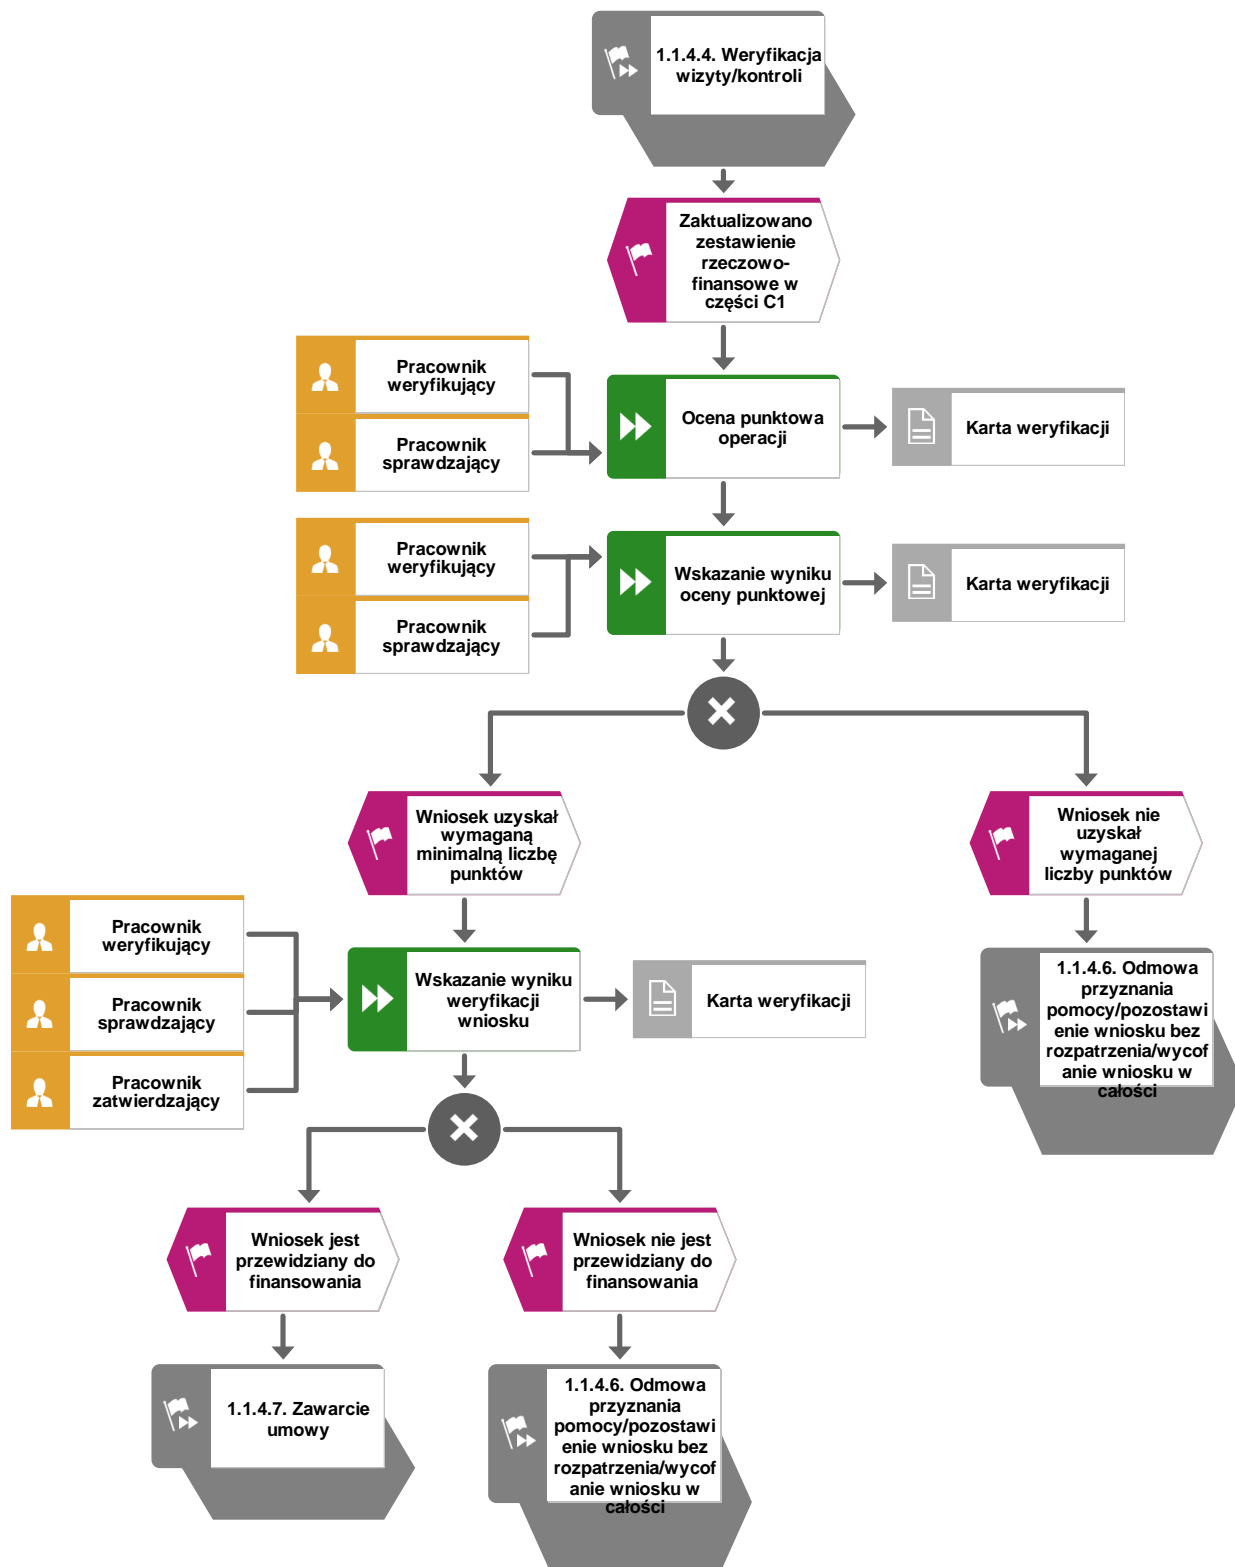 1.1.4.4. Weryfikacja
wizyty/kontroli
Zaktualizowano
zestawienie
rzeczowo-
finansowe w
części C1
Pracownik
weryfikujący
Pracownik
sprawdzający
Ocena punktowa
operacji
Karta weryfikacji
Pracownik
weryfikujący
Pracownik
sprawdzający
Wskazanie wyniku
oceny punktowej
Karta weryfikacji
Wniosek uzyskał
wymaganą
minimalną liczbę
punktów
Wniosek nie
uzyskał
wymaganej
liczby punktów
Pracownik
weryfikujący
Pracownik
sprawdzający
Pracownik
zatwierdzający
Wskazanie wyniku
weryfikacji
wniosku
Karta weryfikacji
1.1.4.6. Odmowa
przyznania
pomocy/pozostawi
enie wniosku bez
rozpatrzenia/wycof
anie wniosku w
całości
Wniosek jest
przewidziany do
finansowania
Wniosek nie jest
przewidziany do
finansowania
1.1.4.7. Zawarcie
umowy
1.1.4.6. Odmowa
przyznania
pomocy/pozostawi
enie wniosku bez
rozpatrzenia/wycof
anie wniosku w
całości